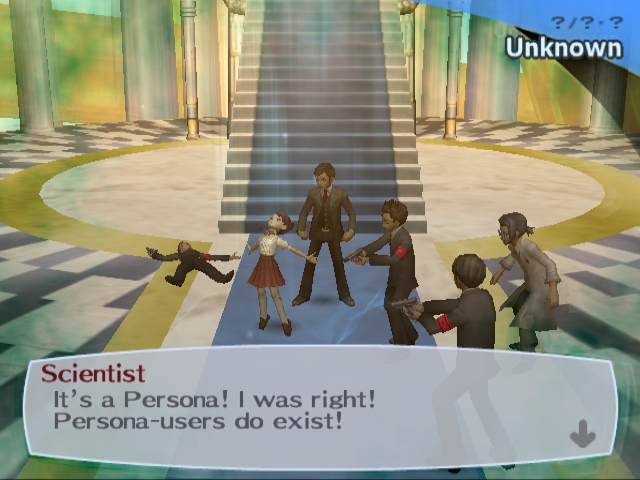 ?/?・?
Unknown
Scientist
It's a Persona! I was right!
Persona-users do exist!